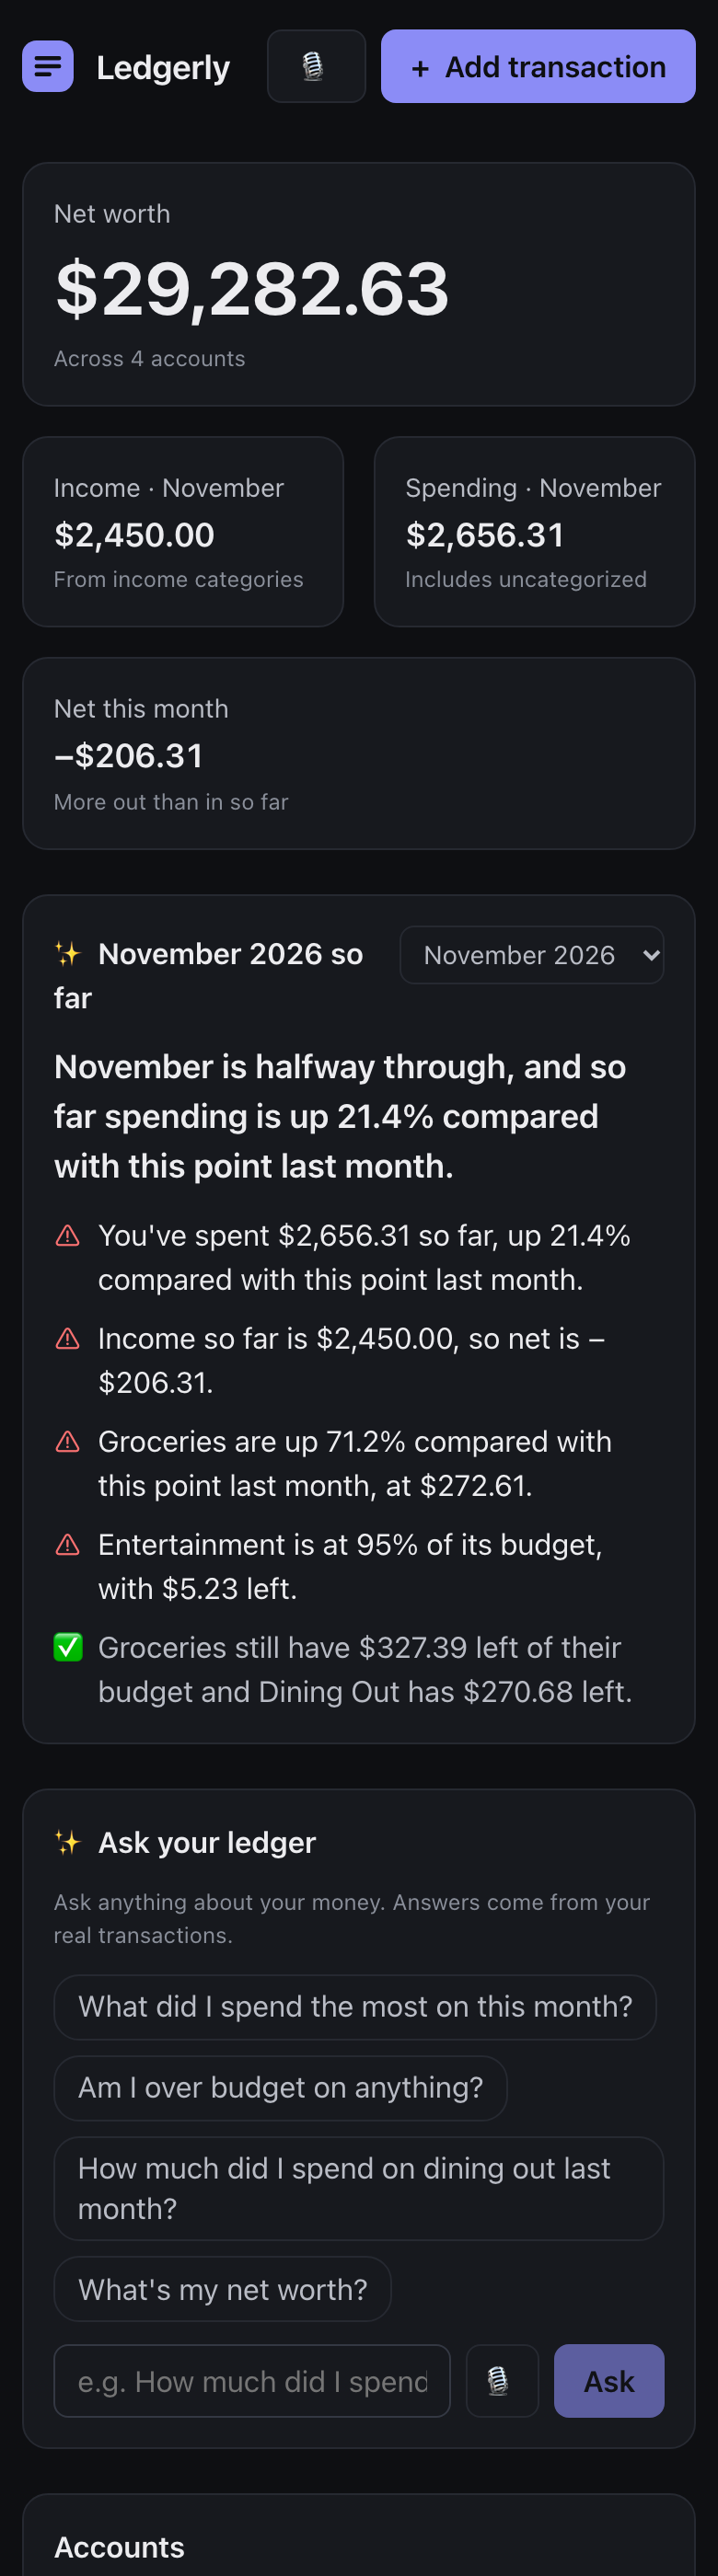 Ledgerly
+ Add transaction
Net worth
$29,282.63
Across 4 accounts
Income · November
$2,450.00
From income categories
Spending · November
$2,656.31
Includes uncategorized
Net this month
–$206.31
More out than in so far
November 2026 so
far
November 2026
November is halfway through, and so
far spending is up 21.4% compared
with this point last month.
You've spent $2,656.31 so far, up 21.4%
compared with this point last month.
Income so far is $2,450.00, so net is –
$206.31.
Groceries are up 71.2% compared with
this point last month, at $272.61.
Entertainment is at 95% of its budget,
with $5.23 left.
Groceries still have $327.39 left of their
budget and Dining Out has $270.68 left.
Ask your ledger
Ask anything about your money. Answers come from your
real transactions.
What did I spend the most on this month?
Am I over budget on anything?
How much did I spend on dining out last
month?
What's my net worth?
e.g. How much did I spend
Ask
Accounts